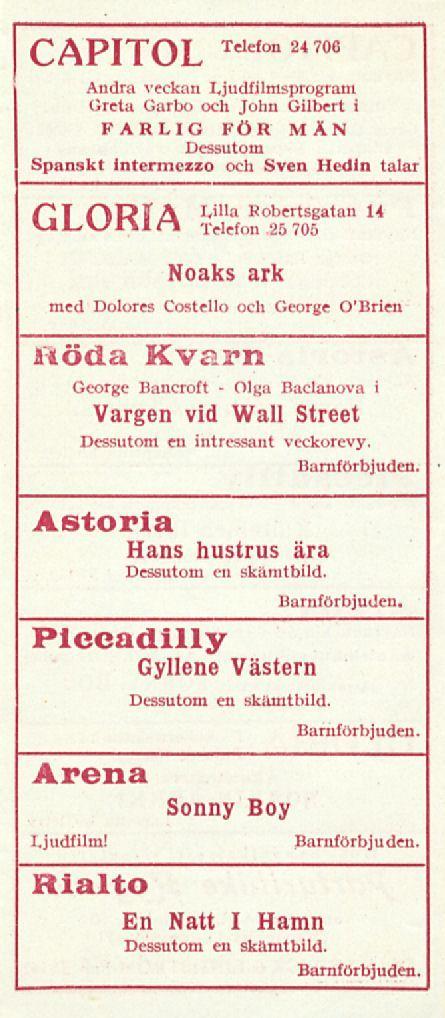 CAPITOL Telefon 24 706
Andra veckan Ljudfilmsprogram
Greta Garbo och John Gilbert i
FARLIG FÖR MÄN
Dessutom
Spanskt intermezzo och Sven Hedin talar
GLORIA Lilla Robertsgatan 14
Telefon 25 705
Noaks ark
med Dolores Costello och George O'Brien
Röda Kvarn
George Bancroft - Olga Baclanova i
Vargen vid Wall Street
Dessutom en intressant veckorevy.
Barnförbjuden.
Astoria
Hans hustrus ära
Dessutom en skämtbild.
Barnförbjuden.
Piccadilly
Gyllene Västern
Dessutom en skämtbild.
Barnförbjuden.
Arena
Sonny Boy
Ljudfilm! Barnförbjuden.
Rialto
En Natt I Hamn
Dessutom en skämtbild.
Barnförbjuden.